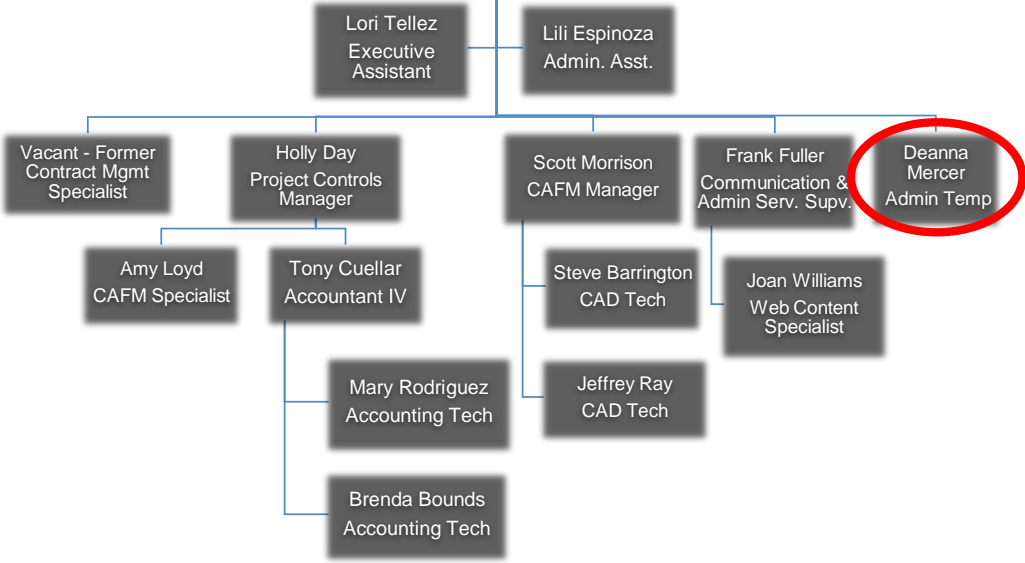 Lori Tellez
Executive
Assistant
Lili Espinoza
Admin. Asst.
Vacant - Former
Contract Mgmt
Specialist
Holly Day
Project Controls
Manager
Scott Morrison
CAFM Manager
Frank Fuller
Communication &
Admin Serv. Supv.
Deanna
Mercer
Admin Temp
Amy Loyd
CAFM Specialist
Tony Cuellar
Accountant IV
Steve Barrington
CAD Tech
Joan Williams
Web Content
Specialist
Mary Rodriguez
Accounting Tech
Jeffrey Ray
CAD Tech
Brenda Bounds
Accounting Tech